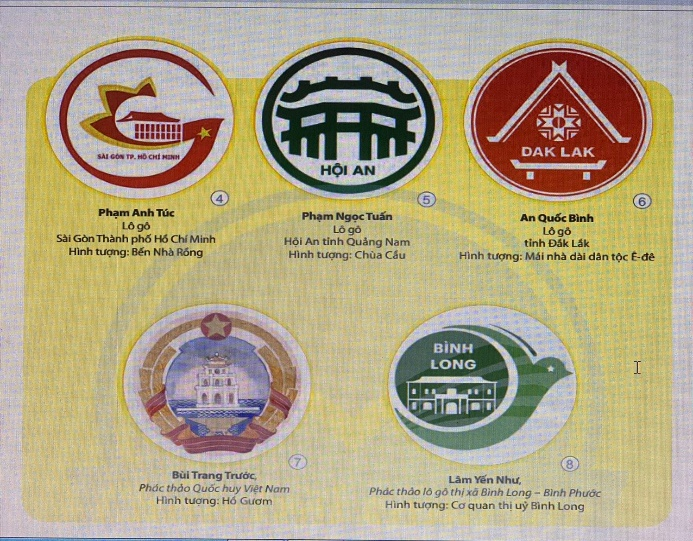 SÀI GÒN TP. HỒ CHÍ MINH
4
Phạm Anh Túc
Lô gô
Sài Gòn Thành phố Hồ Chí Minh
Hình tượng: Bến Nhà Rồng
HỘI AN
5
Phạm Ngọc Tuấn
Lô gô
Hội An tỉnh Quảng Nam
Hình tượng: Chùa Cầu
DAK LAK
6
An Quốc Bình
Lô gô
tỉnh Đắk Lắk
Hình tượng: Mái nhà dài dân tộc Ê-đê
7
Bùi Trang Trước,
Phác thảo Quốc huy Việt Nam
Hình tượng: Hồ Gươm
BÌNH
LONG
8
Lâm Yến Như,
Phác thảo lô gô thị xã Bình Long – Bình Phước
Hình tượng: Cơ quan thị uỷ Bình Long